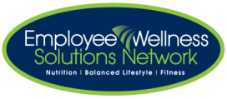 Employee Wellness
Solutions Network
Nutrition | Balanced Lifestyle | Fitness